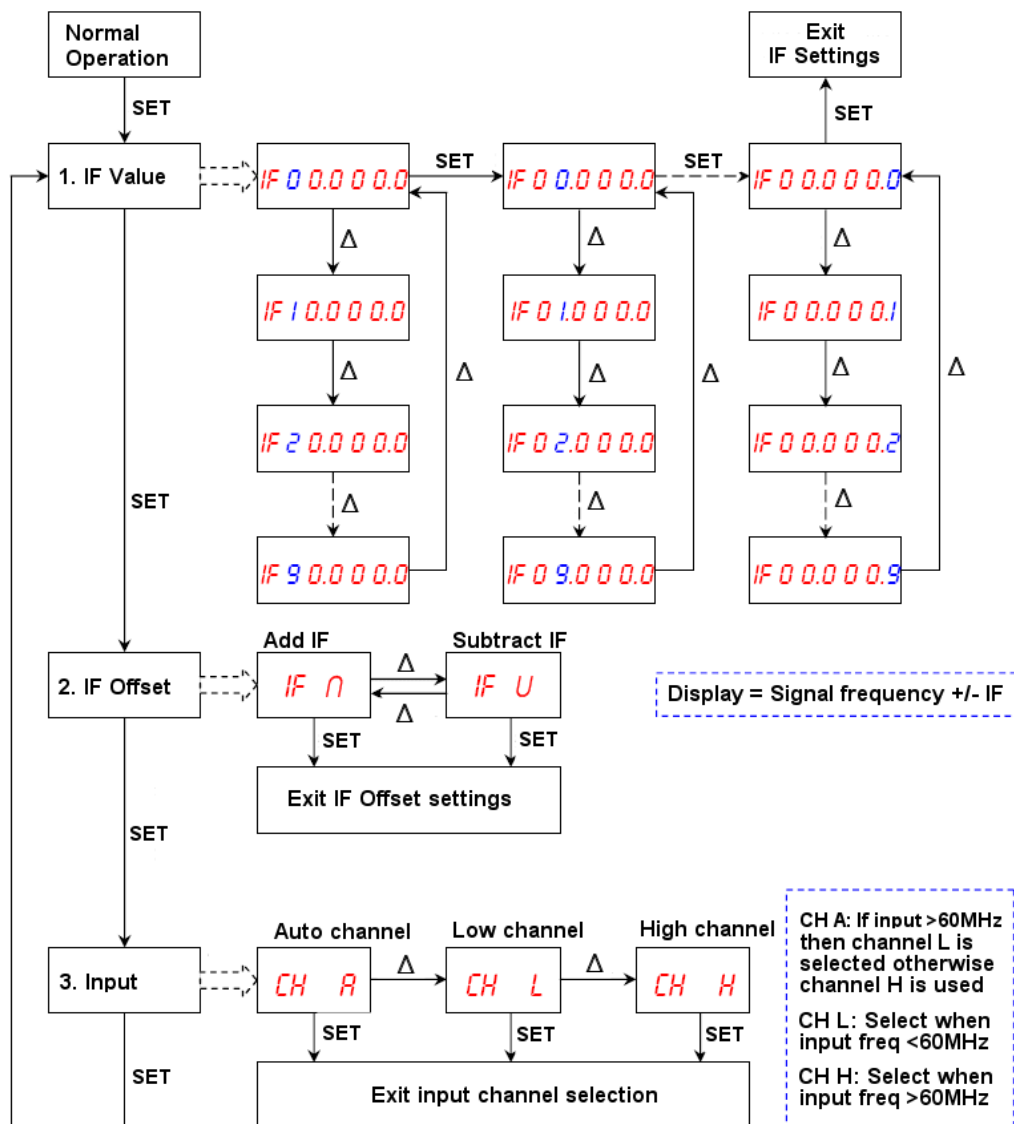 Normal
Operation
Exit
IF Settings
SET
SET
1. IF Value
IF 0 0.0 0 0.0
SET
IF 0 0.0 0 0.0
SET
IF 0 0.0 0 0.0
Δ
Δ
Δ
IF 1 0.0 0 0.0
IF 0 1.0 0 0.0
IF 0 0.0 0 0.1
Δ
Δ
Δ
Δ
Δ
Δ
IF 2 0.0 0 0.0
IF 0 2.0 0 0.0
IF 0 0.0 0 0.2
SET
Δ
Δ
Δ
IF 9 0.0 0 0.0
IF 0 9.0 0 0.0
IF 0 0.0 0 0.9
Add IF
Subtract IF
2. IF Offset
IF ∩
Δ
Δ
IF U
Display = Signal frequency +/- IF
SET
SET
Exit IF Offset settings
SET
Auto channel
Low channel
High channel
3. Input
CH A
Δ
CH L
Δ
CH H
SET
SET
SET
SET
Exit input channel selection
CH A: If input >60MHz
then channel L is
selected otherwise
channel H is used
CH L: Select when
input freq <60MHz
CH H: Select when
input freq >60MHz